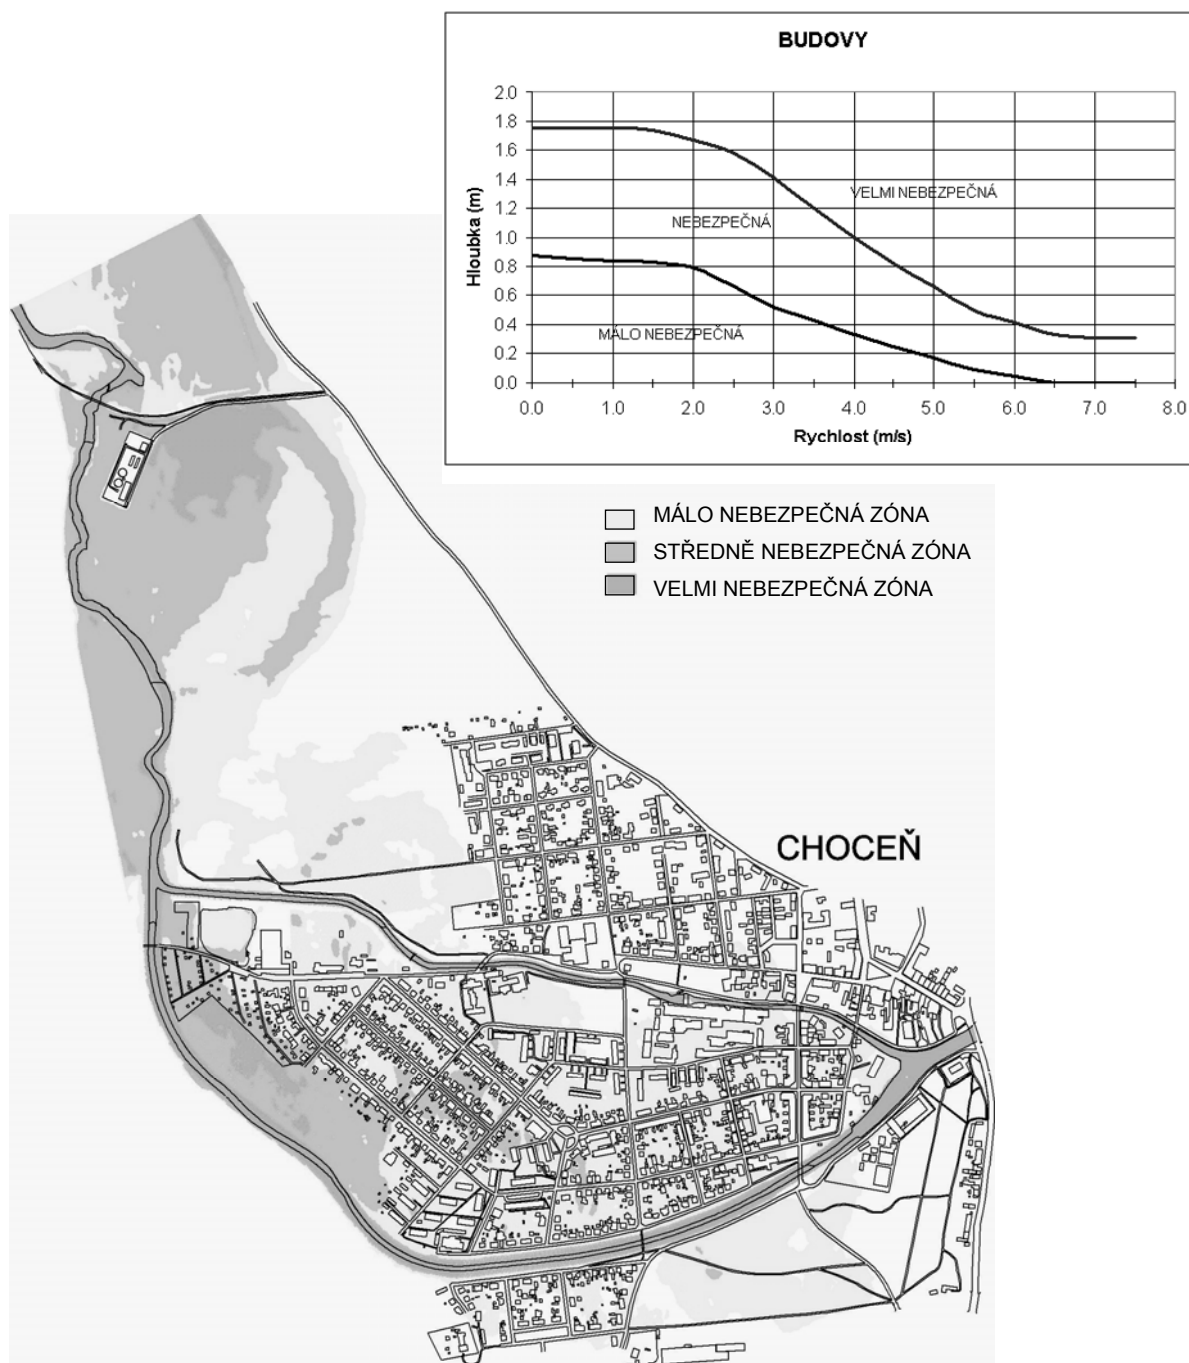 BUDOVY
Hloubka (m)
2.0
1.8
1.6
1.4
1.2
1.0
0.8
0.6
0.4
0.2
0.0
VELMI NEBEZPEČNÁ
NEBEZPEČNÁ
MÁLO NEBEZPEČNÁ
0.0 1.0 2.0 3.0 4.0 5.0 6.0 7.0 8.0
Rychlost (m/s)
MÁLO NEBEZPEČNÁ ZÓNA
STŘEDNĚ NEBEZPEČNÁ ZÓNA
VELMI NEBEZPEČNÁ ZÓNA
CHOCEŇ